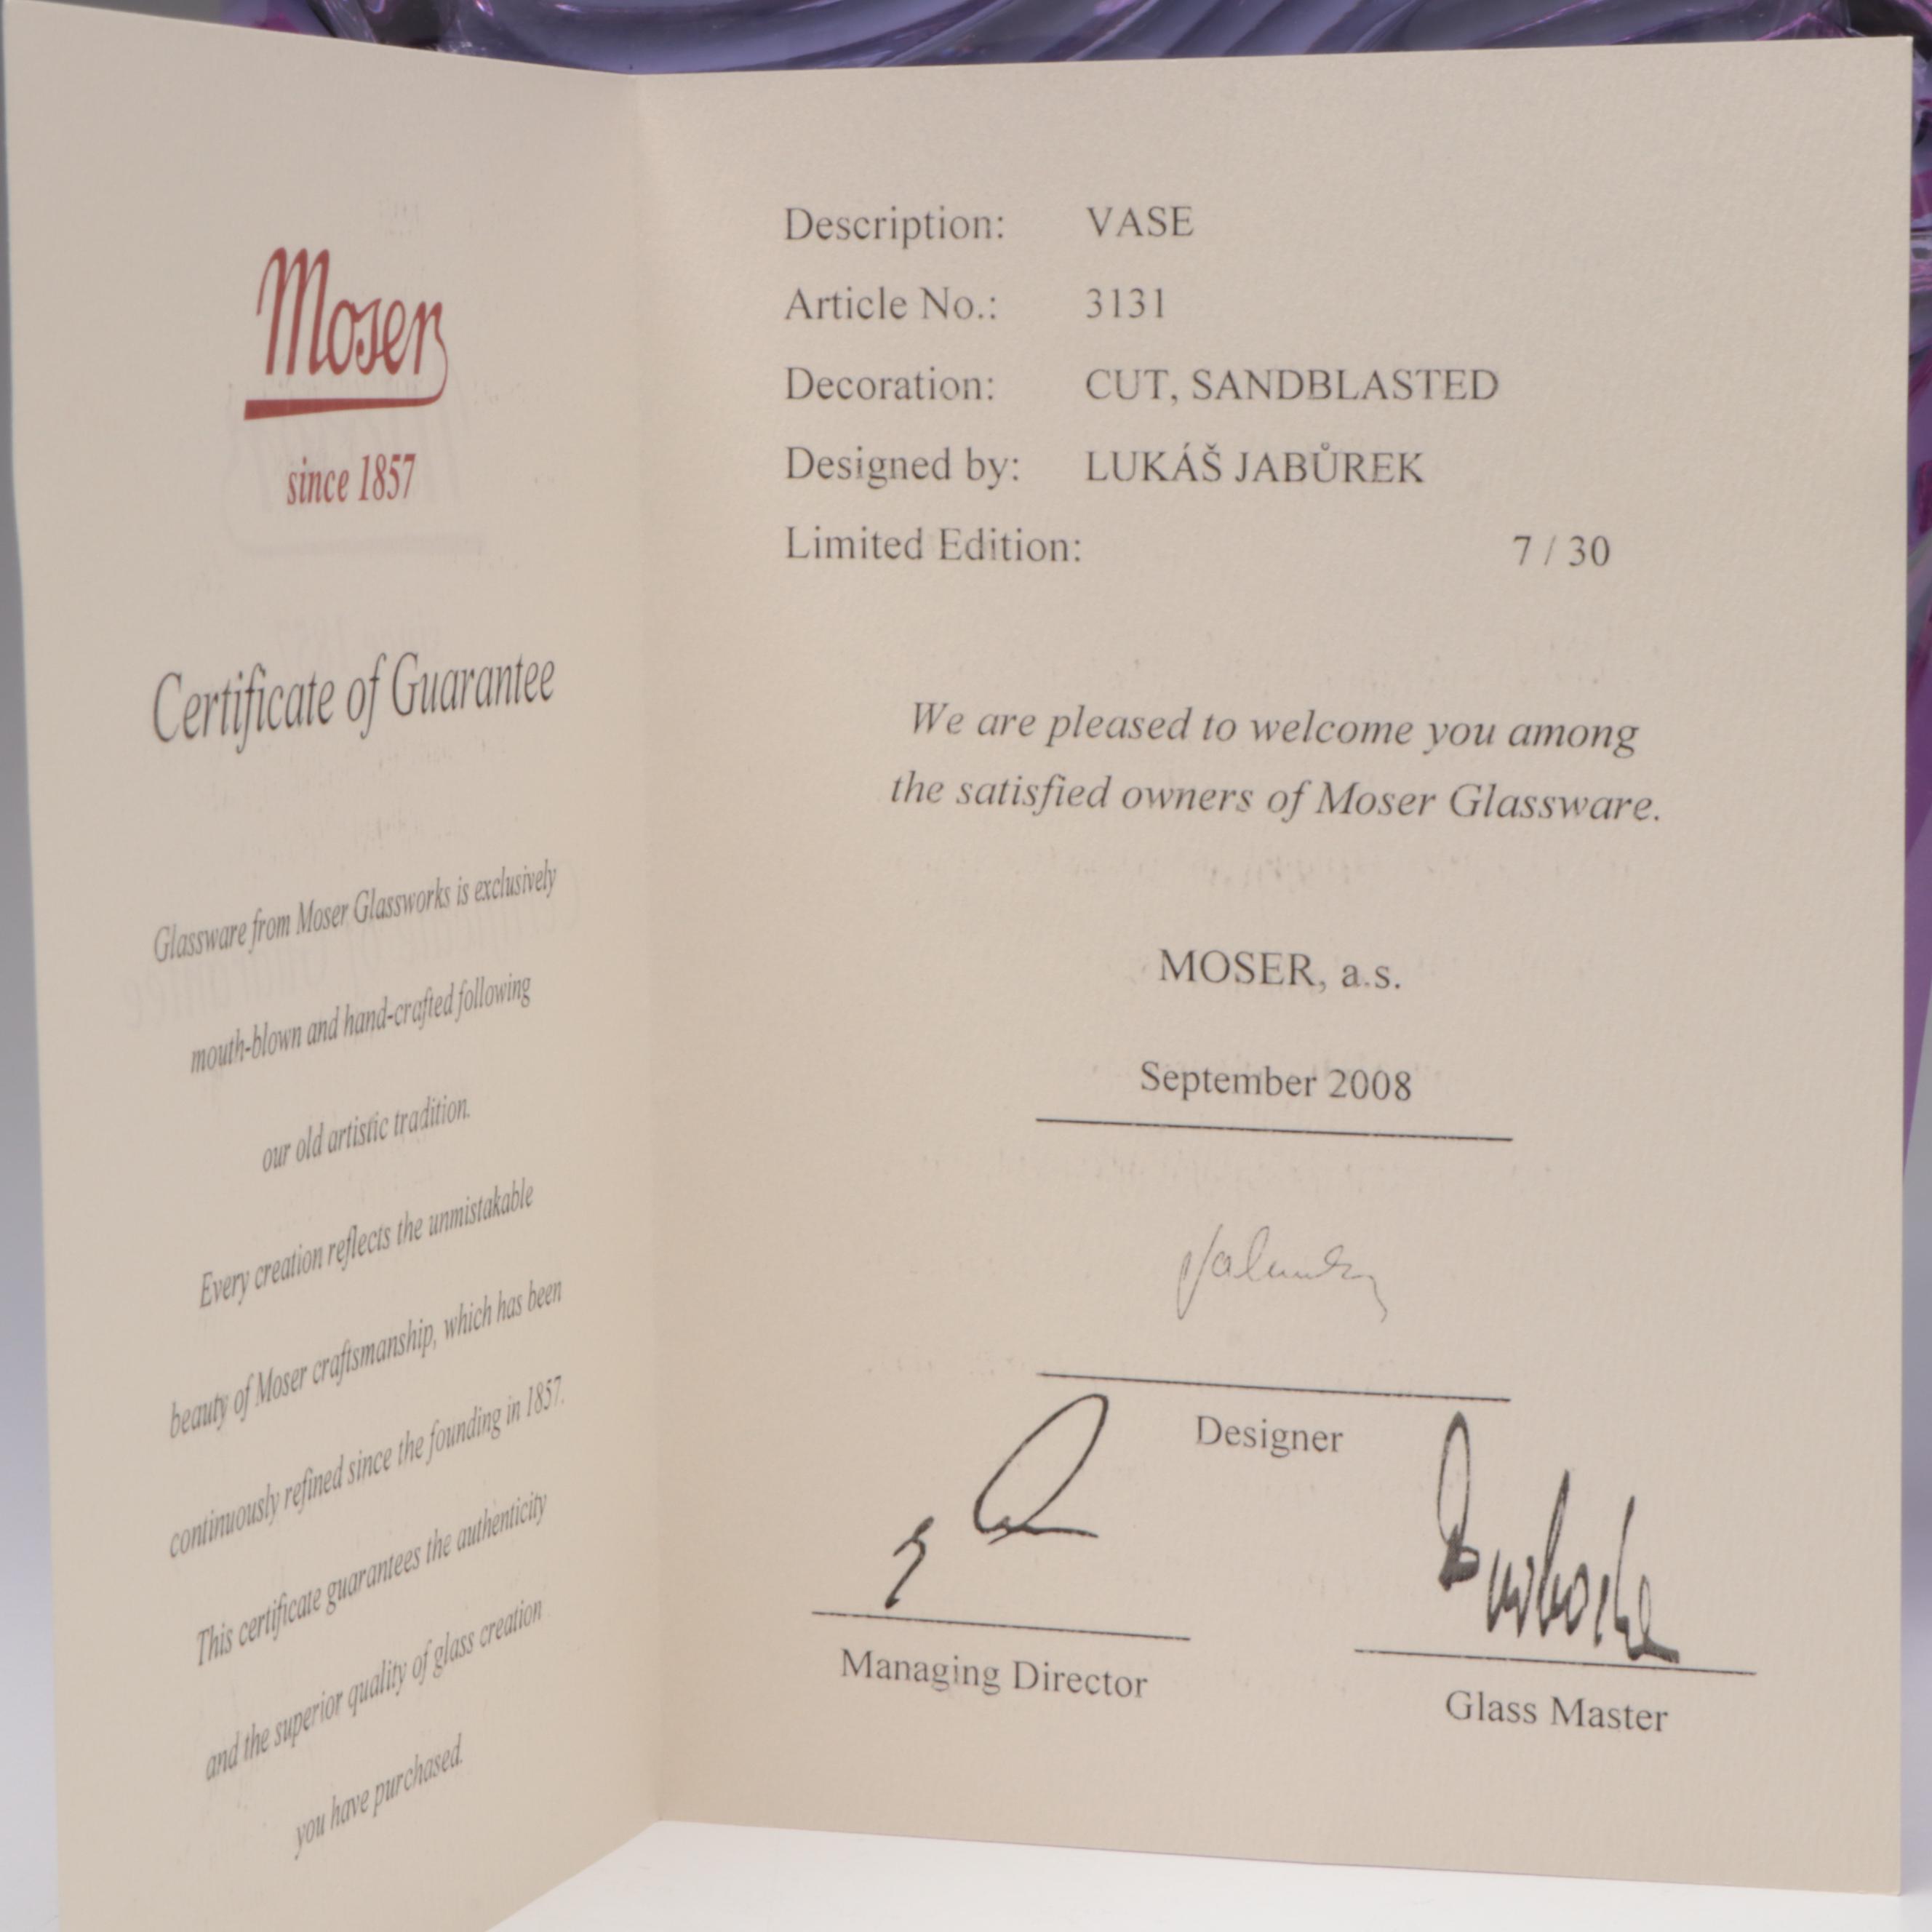 Moser
since 1857
Certificate of Guarantee
Glassware from Moser Glassworks is exclusively
mouth-blown and hand-crafted following
our old artistic tradition.
Every creation reflects the unmistakable
beauty of Moser craftsmanship, which has been
continuously refined since the founding in 1857.
This certificate guarantees the authenticity
and the superior quality of glass creation
you have purchased.
Description: VASE
Article No.: 3131
Decoration: CUT, SANDBLASTED
Designed by: LUKÁŠ JABŮREK
Limited Edition: 7 / 30
We are pleased to welcome you among
the satisfied owners of Moser Glassware.
MOSER, a.s.
September 2008
Designer
Managing Director
Glass Master